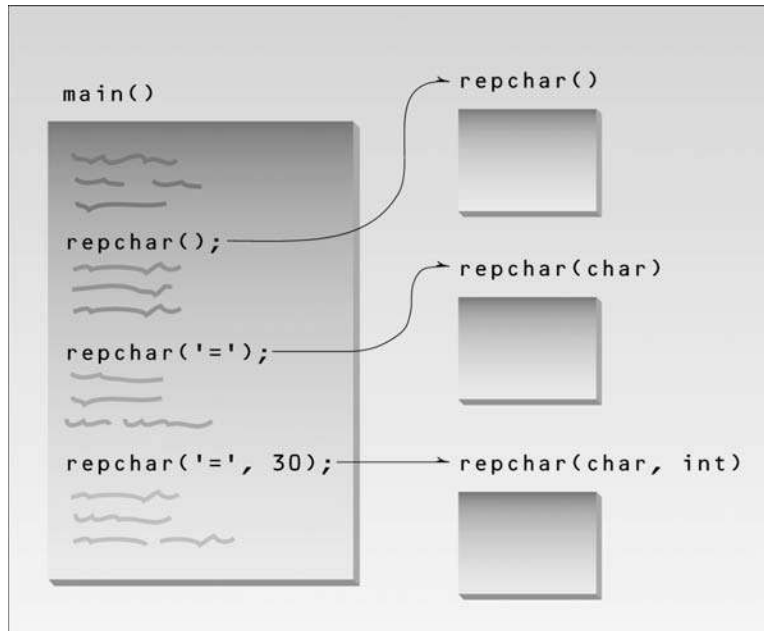 main()
repchar();
repchar('=');
repchar('=', 30);
repchar()
repchar(char)
repchar(char, int)